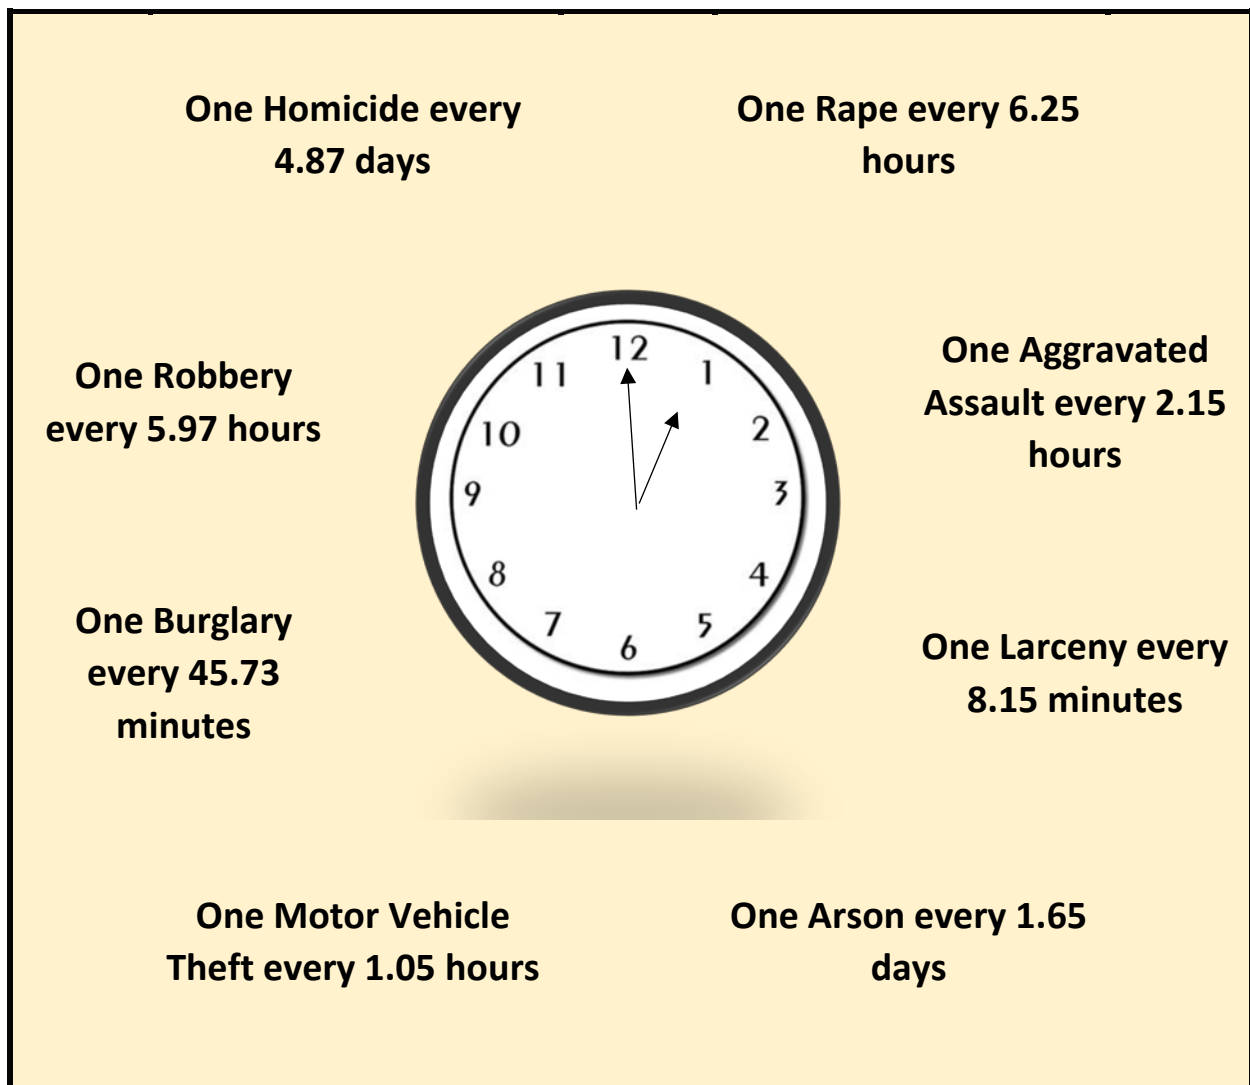 One Homicide every
4.87 days
One Rape every 6.25
hours
One Robbery
every 5.97 hours
12
11
1
10
2
9
3
8
4
7
5
6
One Aggravated
Assault every 2.15
hours
One Burglary
every 45.73
minutes
One Larceny every
8.15 minutes
One Motor Vehicle
Theft every 1.05 hours
One Arson every 1.65
days